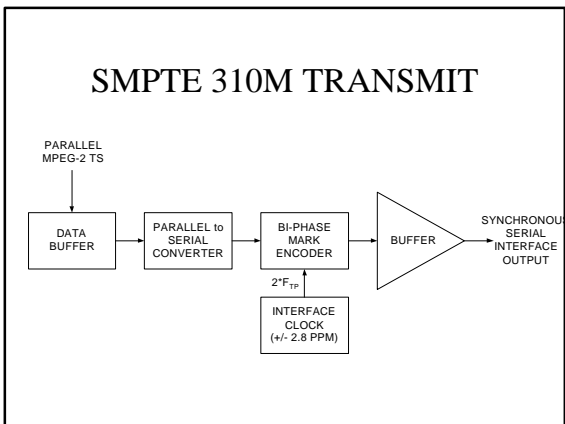 SMPTE 310M TRANSMIT
PARALLEL
MPEG-2 TS
DATA
BUFFER
PARALLEL to
SERIAL
CONVERTER
BI-PHASE
MARK
ENCODER
BUFFER
SYNCHRONOUS
SERIAL
INTERFACE
OUTPUT
2*FTP
INTERFACE
CLOCK
(+/- 2.8 PPM)